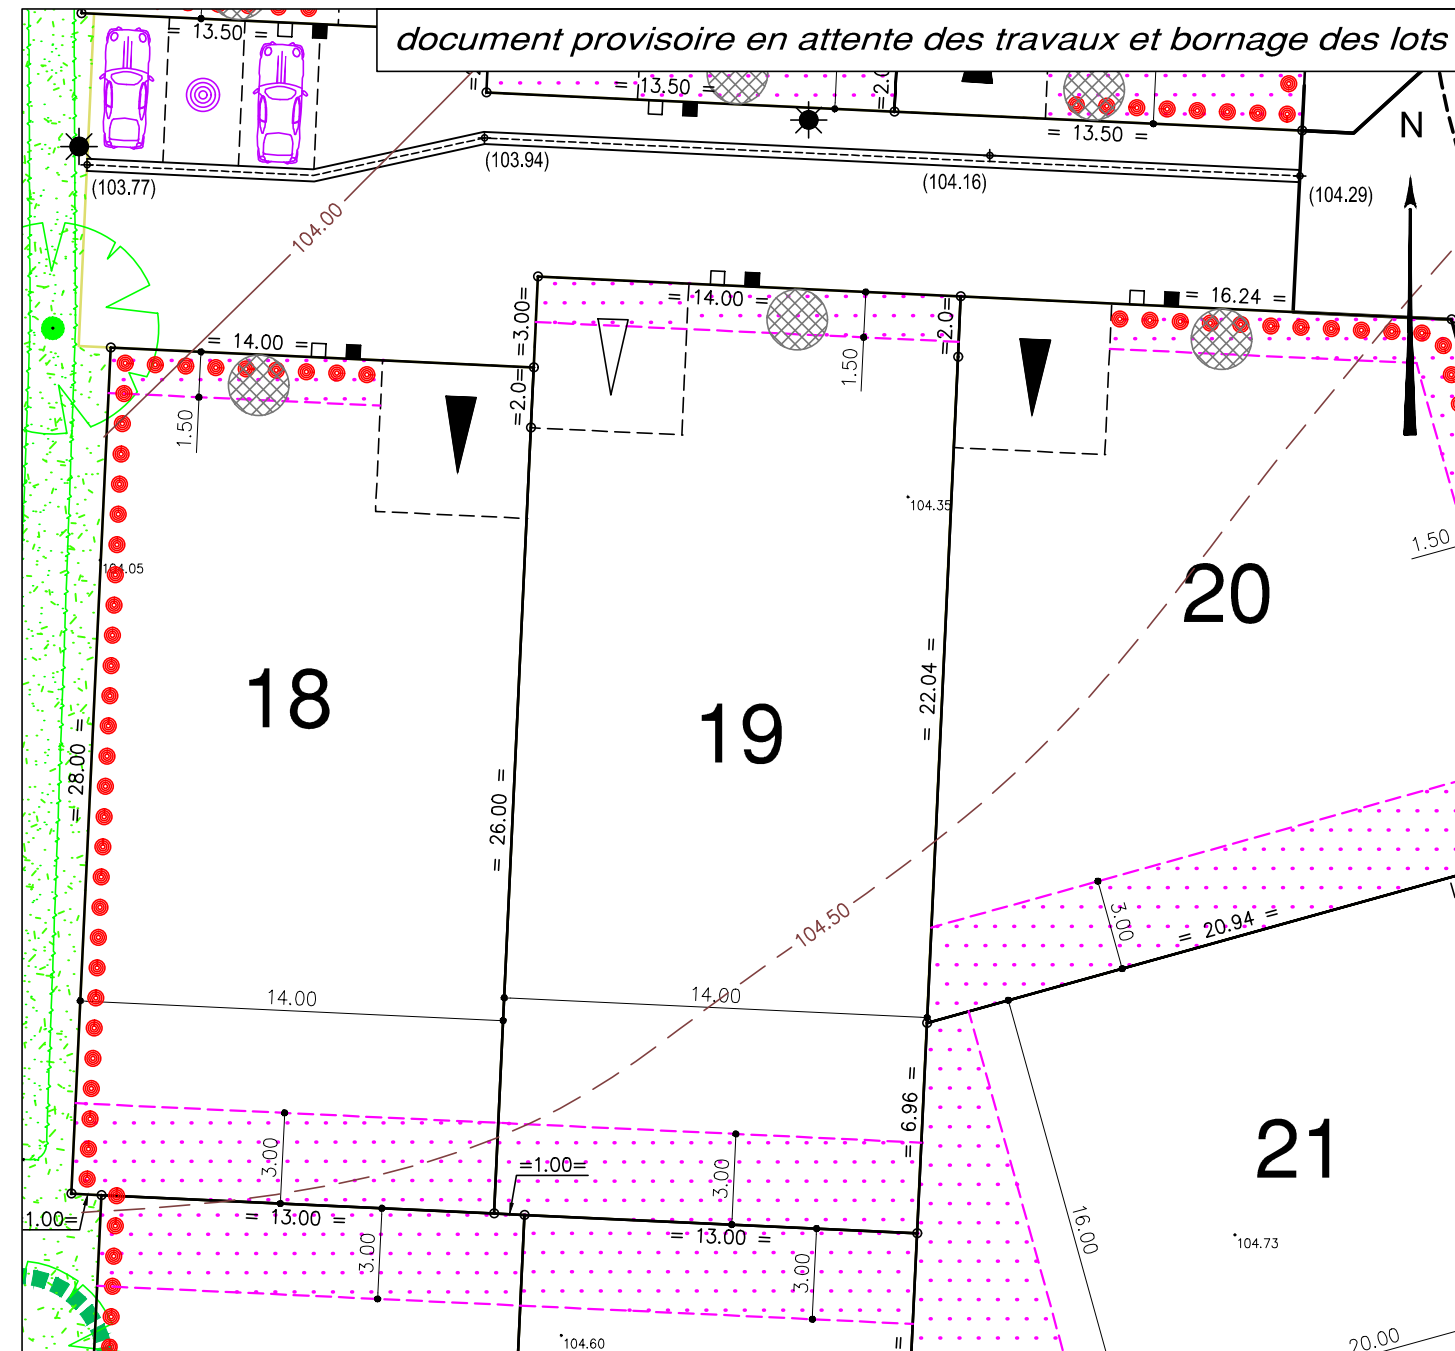 document provisoire en attente des travaux et bornage des lots
= 13.50 =
= 13.50 =
= 13.50 =
N
(103.77)
(103.94)
(104.16)
(104.29)
104.00
= 14.00 =
=3.00=
=2.0=
= 14.00 =
=2.0=
= 16.24 =
1.50
1.50
1.50
104.35
104.05
18
19
20
= 28.00 =
= 26.00 =
= 22.04 =
104.50
3.00
= 20.94 =
14.00
14.00
= 6.96 =
3.00
=1.00=
3.00
1.00=
= 13.00 =
= 13.00 =
3.00
3.00
21
16.00
104.73
104.60
20.00